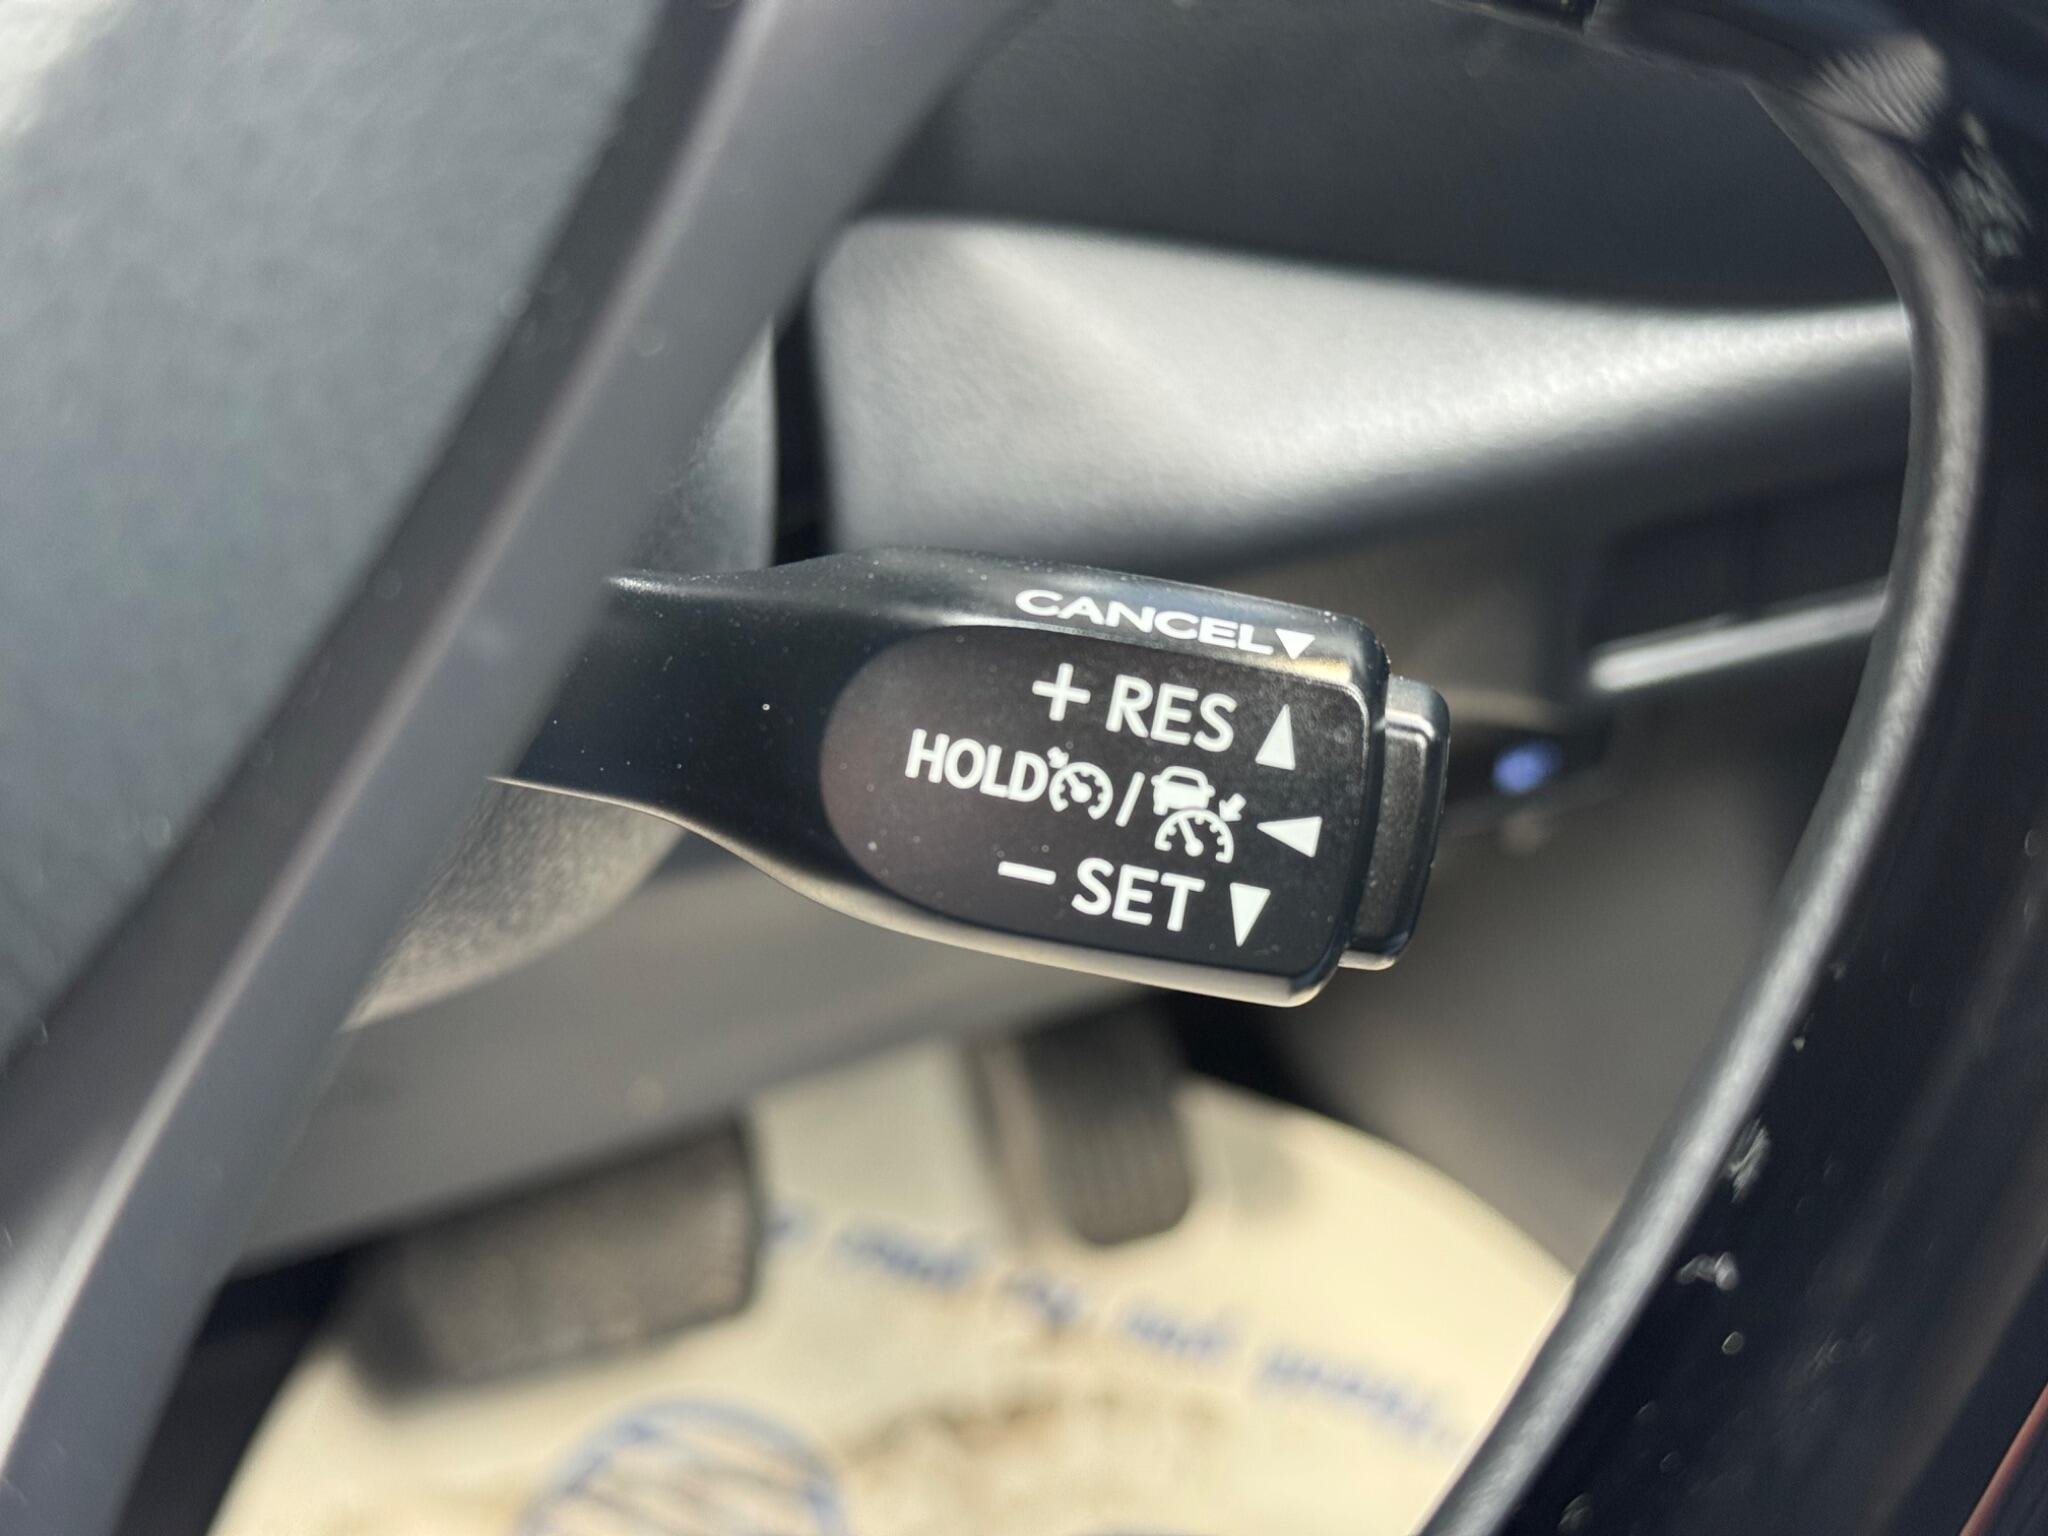 CANCEL▼
+ RES ▲
HOLD / ◀
− SET ▼